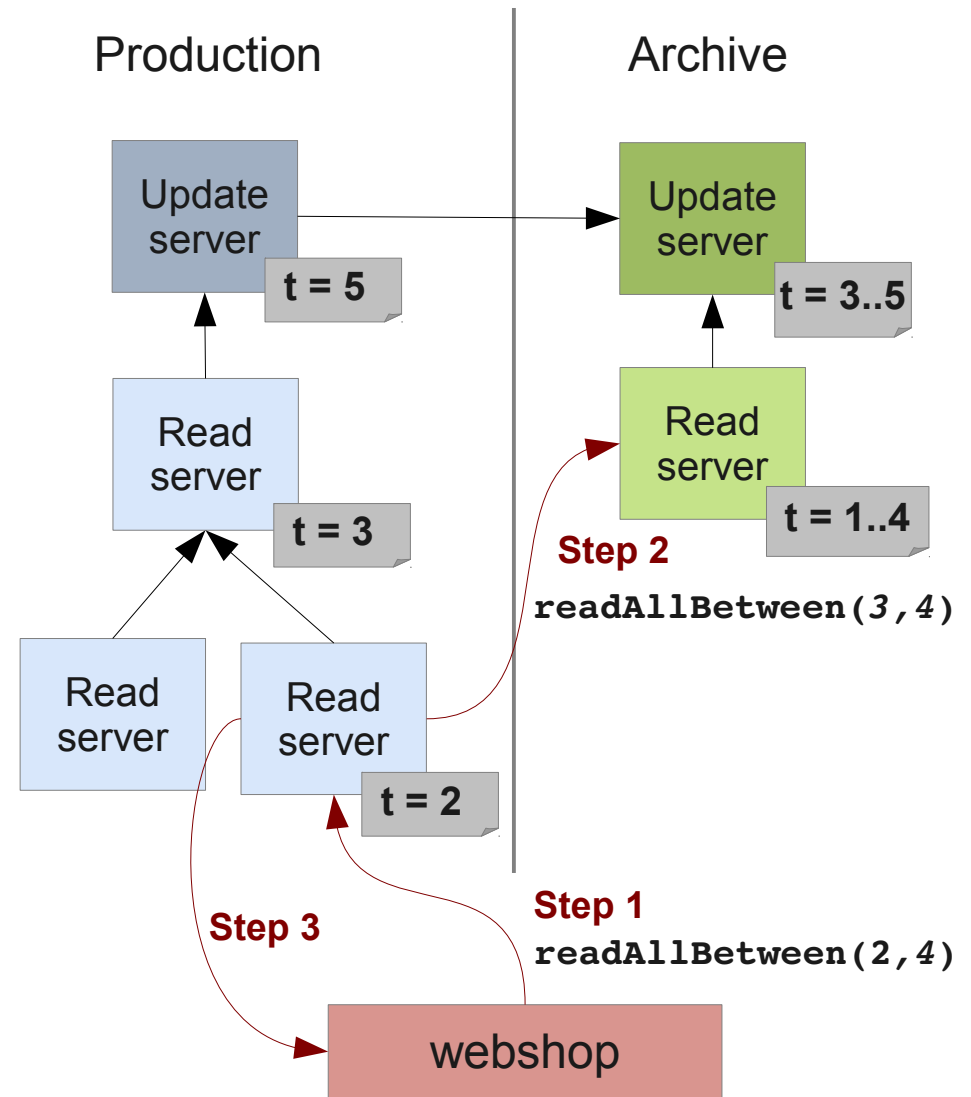 Production
Archive
Update
server
t = 5
Update
server
t = 3..5
Read
server
t = 3
Read
server
t = 1..4
Step 2
readAllBetween(3,4)
Read
server
Read
server
t = 2
Step 3
Step 1
readAllBetween(2,4)
webshop